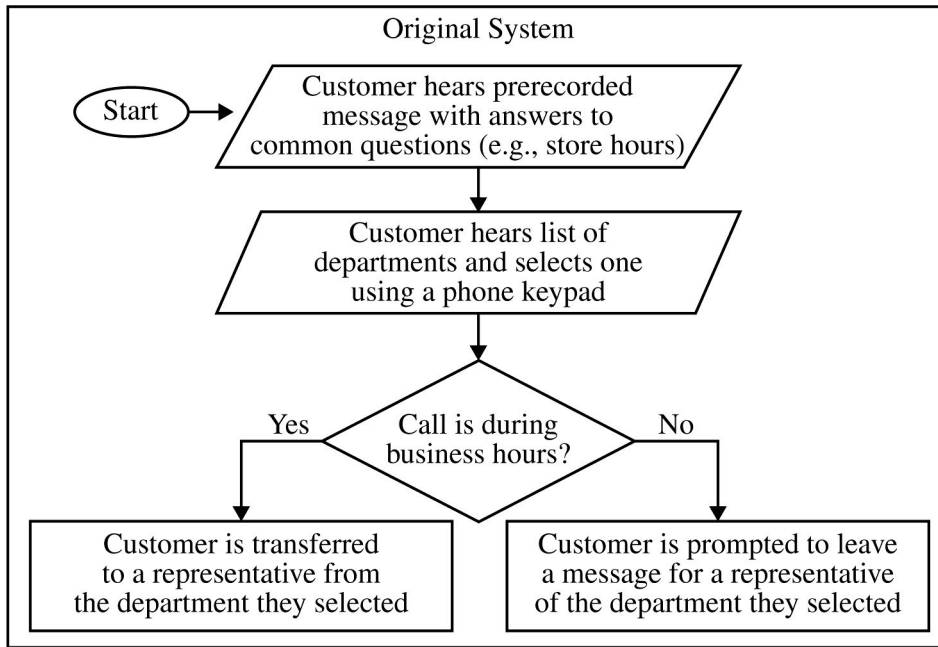 Original System
Start
Customer hears prerecorded
message with answers to
common questions (e.g., store hours)
Customer hears list of
departments and selects one
using a phone keypad
Yes
Call is during
business hours?
No
Customer is transferred
to a representative from
the department they selected
Customer is prompted to leave
a message for a representative
of the department they selected